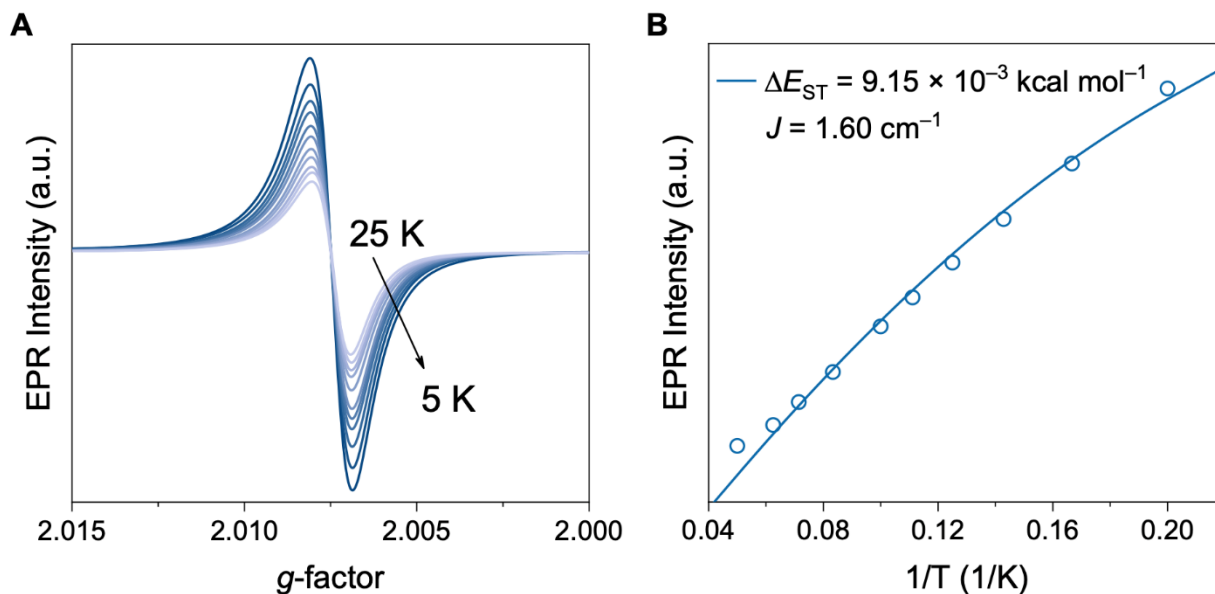 A
EPR Intensity (a.u.)
25 K
5 K
2.015 2.010 2.005 2.000
g-factor
B
EPR Intensity (a.u.)
ΔE_ST = 9.15 × 10⁻³ kcal mol⁻¹
J = 1.60 cm⁻¹
0.04 0.08 0.12 0.16 0.20
1/T (1/K)